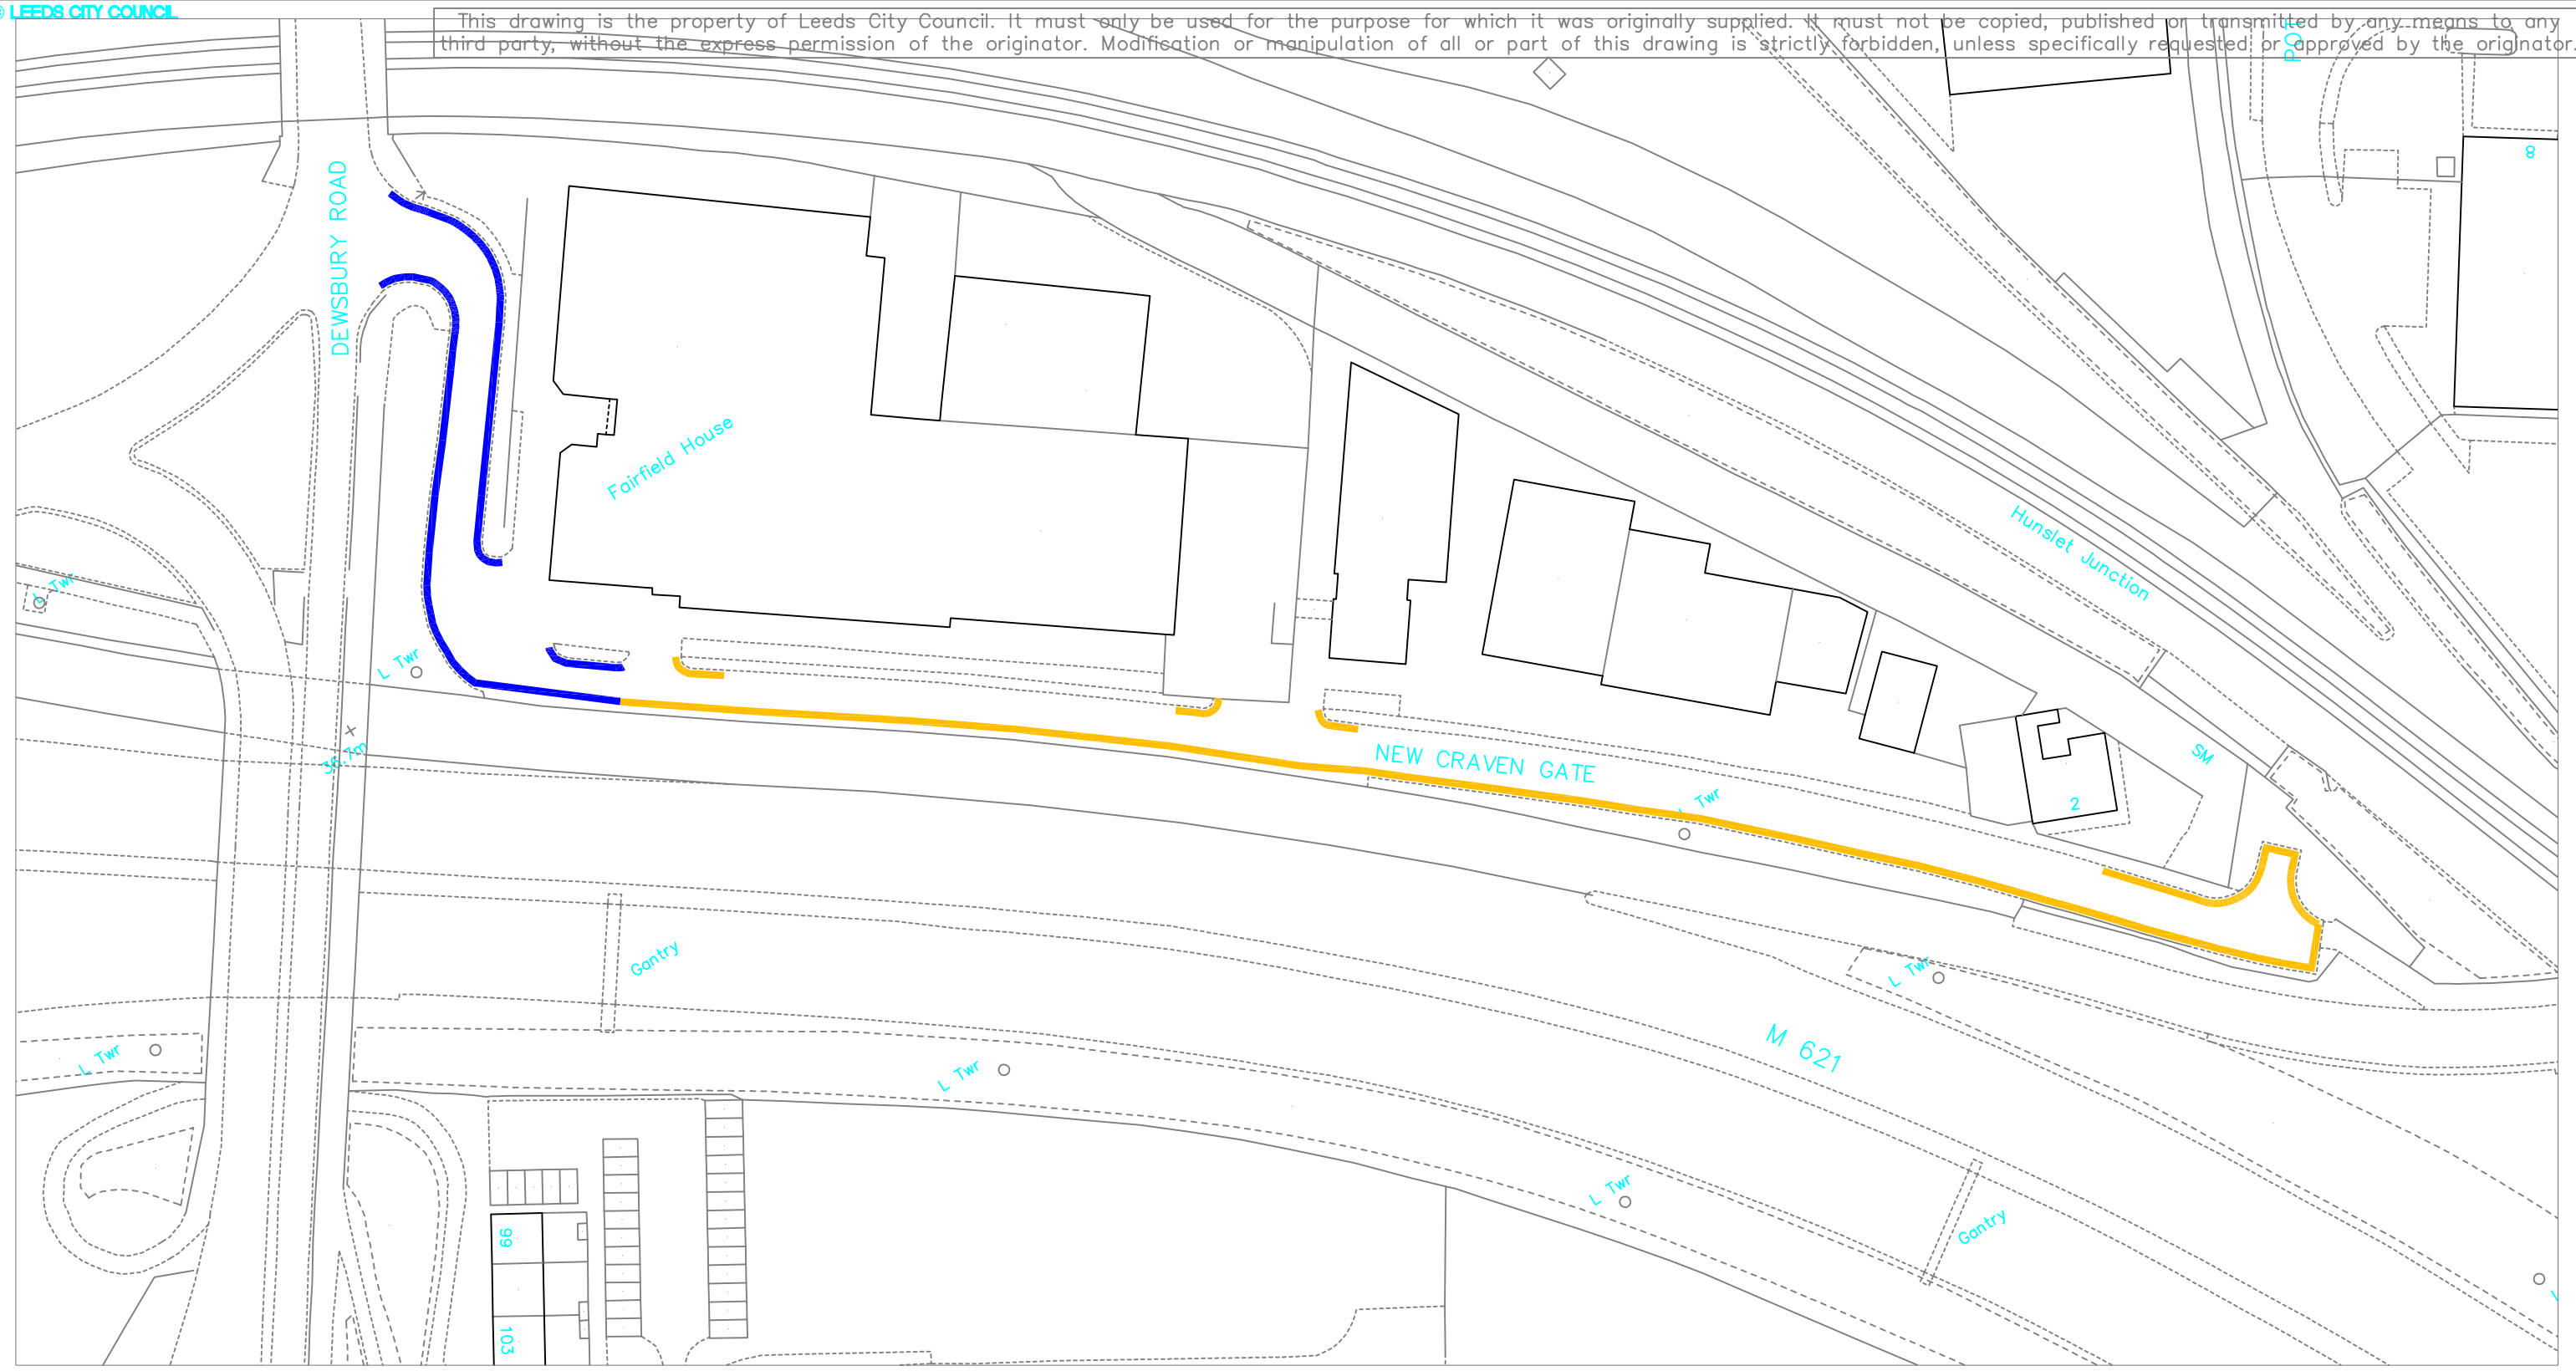 © LEEDS CITY COUNCIL
This drawing is the property of Leeds City Council. It must only be used for the purpose for which it was originally supplied. It must not be copied, published or transmitted by any means to any
third party, without the express permission of the originator. Modification or manipulation of all or part of this drawing is strictly forbidden, unless specifically requested or approved by the originator.
8
DEWSBURY ROAD
Fairfield House
Hunslet Junction
L Twr
L Twr
36.7m
NEW CRAVEN GATE
SM
L Twr
2
Gantry
L Twr
M 621
L Twr
L Twr
L Twr
Gantry
99
103